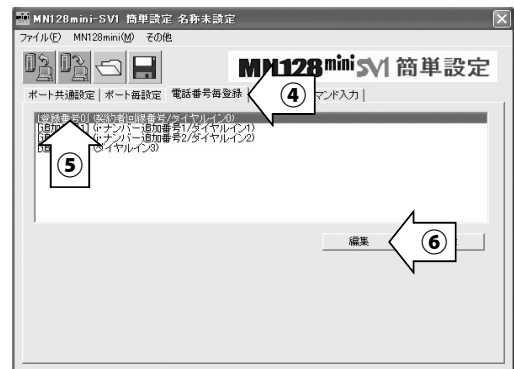 MN128mini-SV1 簡単設定 名称未設定
ファイル(F) MN128mini(M) その他
MN128mini SV1 簡単設定
ポート共通設定 ポート毎設定 電話番号毎登録 マンド入力
④
[登録番号0] (契約者回線番号/ダイヤルイン0)
[追加 1] (i・ナンバー追加番号1/ダイヤルイン1)
(i・ナンバー追加番号2/ダイヤルイン2)
ダイヤルイン3)
⑤
編集
⑥